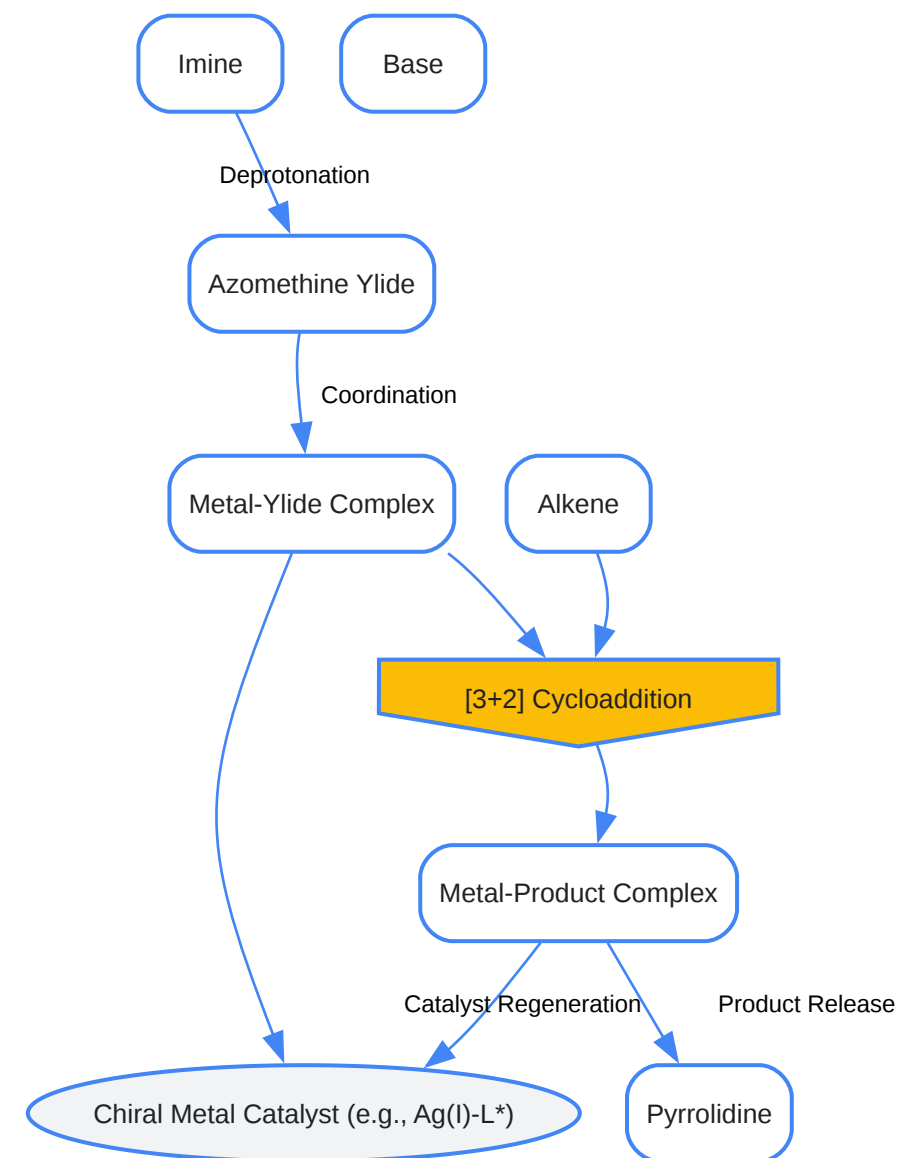 Imine
Base
Deprotonation
Azomethine Ylide
Coordination
Metal-Ylide Complex
Alkene
[3+2] Cycloaddition
Metal-Product Complex
Catalyst Regeneration
Product Release
Chiral Metal Catalyst (e.g., Ag(I)-L*)
Pyrrolidine